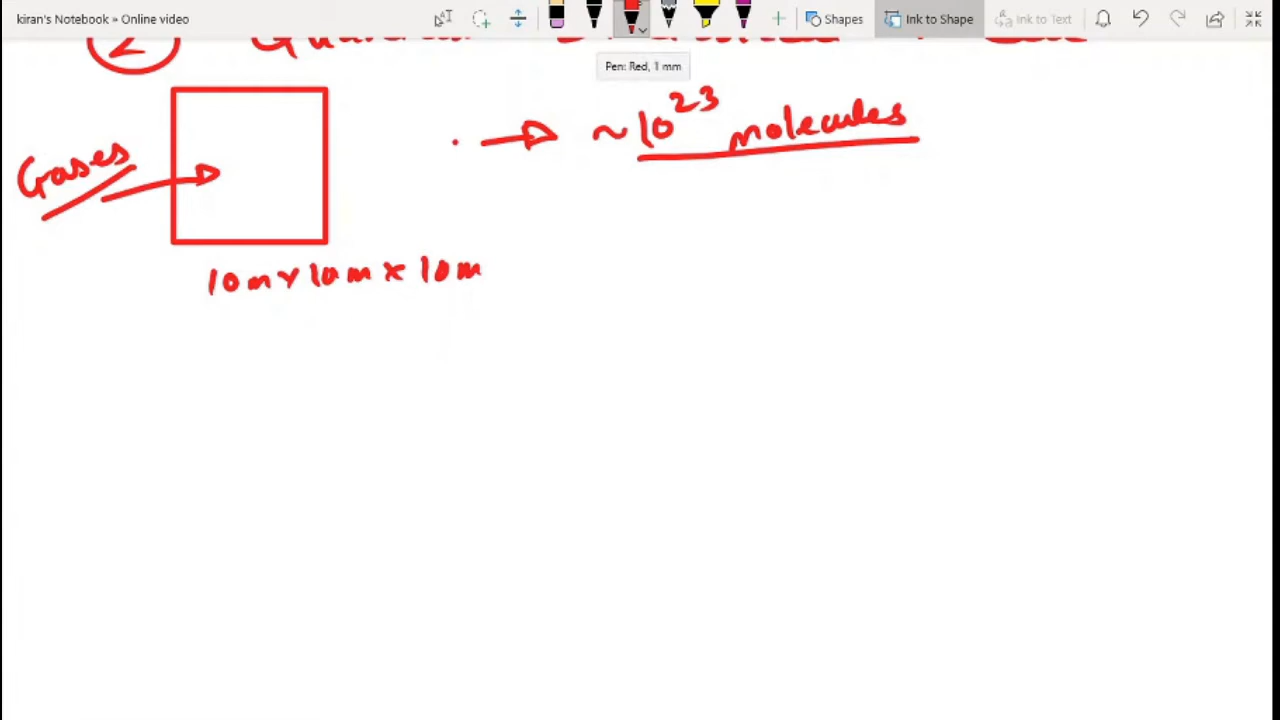 kiran's Notebook » Online video
Shapes
Ink to Shape
Ink to Text
Pen: Red, 1 mm
2
Gases
~10²³ molecules
10m x 10m x 10m